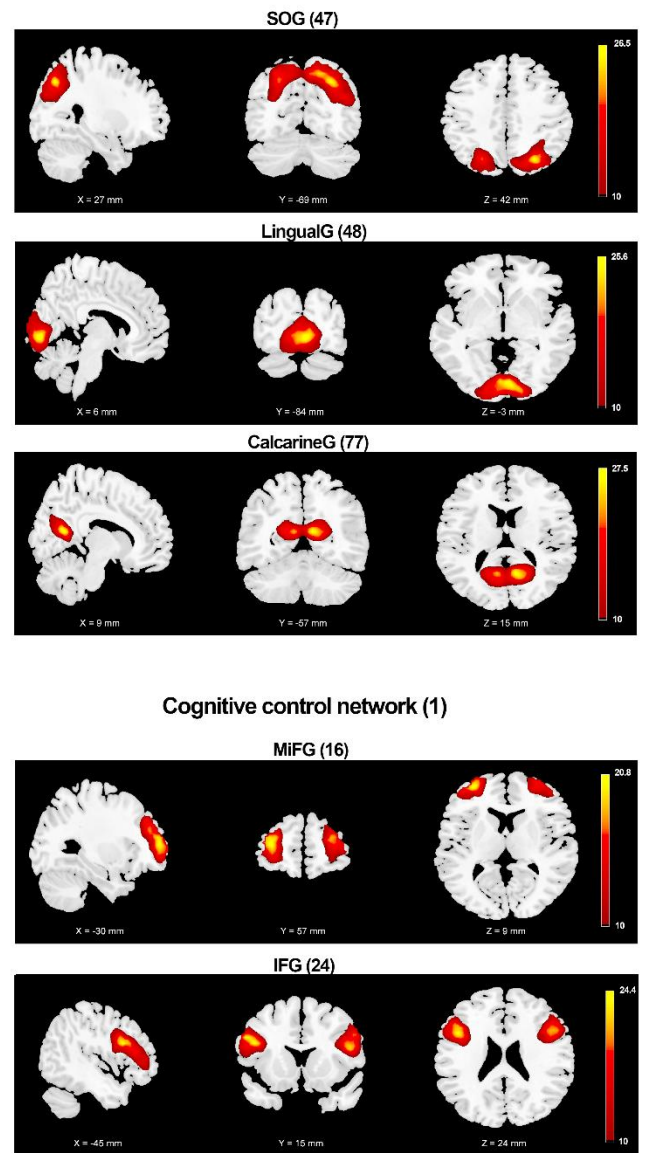 SOG (47)
26.5
10
X = 27 mm
Y = -69 mm
Z = 42 mm
LingualG (48)
25.6
10
X = 6 mm
Y = -84 mm
Z = -3 mm
CalcarineG (77)
27.5
10
X = 9 mm
Y = -57 mm
Z = 15 mm
Cognitive control network (1)
MiFG (16)
20.8
10
X = -30 mm
Y = 57 mm
Z = 9 mm
IFG (24)
24.4
10
X = -45 mm
Y = 15 mm
Z = 24 mm